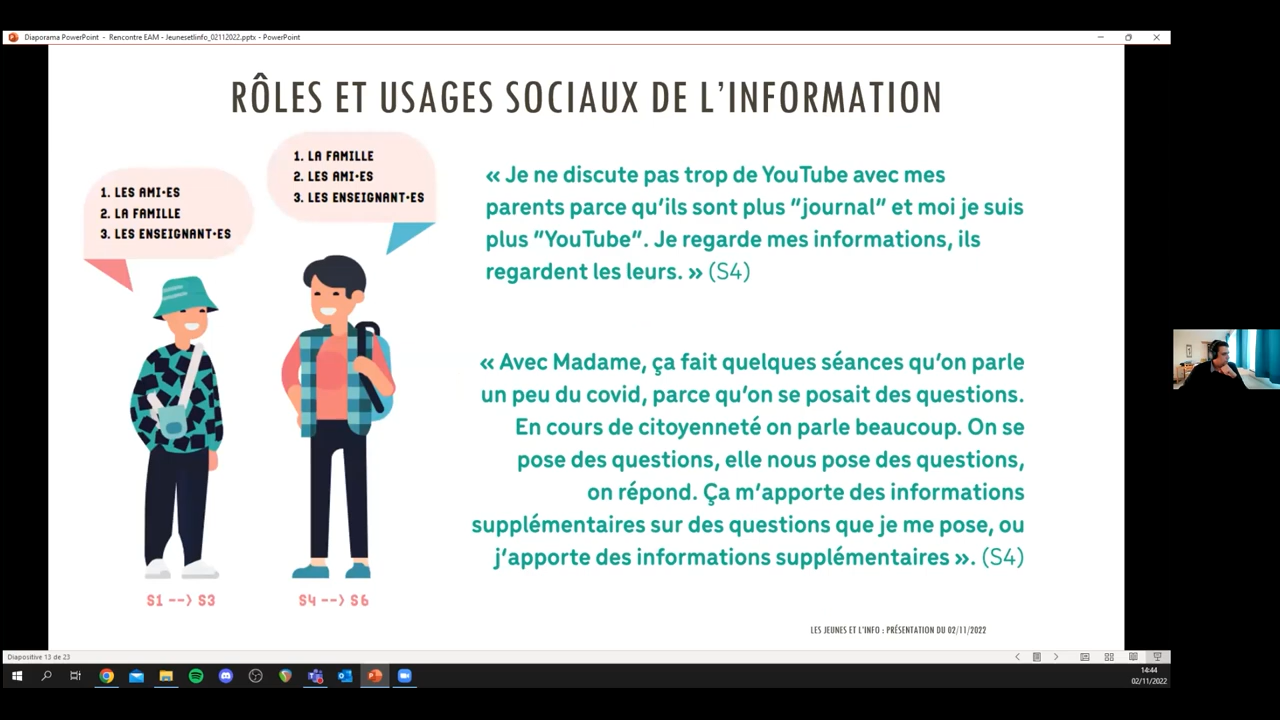 Diaporama PowerPoint - Rencontre EAM - Jeunesetlinfo_02112022.pptx - PowerPoint
RÔLES ET USAGES SOCIAUX DE L'INFORMATION
1. LES AMI·ES
2. LA FAMILLE
3. LES ENSEIGNANT·ES
1. LA FAMILLE
2. LES AMI·ES
3. LES ENSEIGNANT·ES
« Je ne discute pas trop de YouTube avec mes
parents parce qu'ils sont plus "journal" et moi je suis
plus "YouTube". Je regarde mes informations, ils
regardent les leurs. » (S4)
« Avec Madame, ça fait quelques séances qu'on parle
un peu du covid, parce qu'on se posait des questions.
En cours de citoyenneté on parle beaucoup. On se
pose des questions, elle nous pose des questions,
on répond. Ça m'apporte des informations
supplémentaires sur des questions que je me pose, ou
j'apporte des informations supplémentaires ». (S4)
S1 --> S3
S4 --> S6
LES JEUNES ET L'INFO : PRÉSENTATION DU 02/11/2022
Diapositive 13 de 23
14:44
02/11/2022